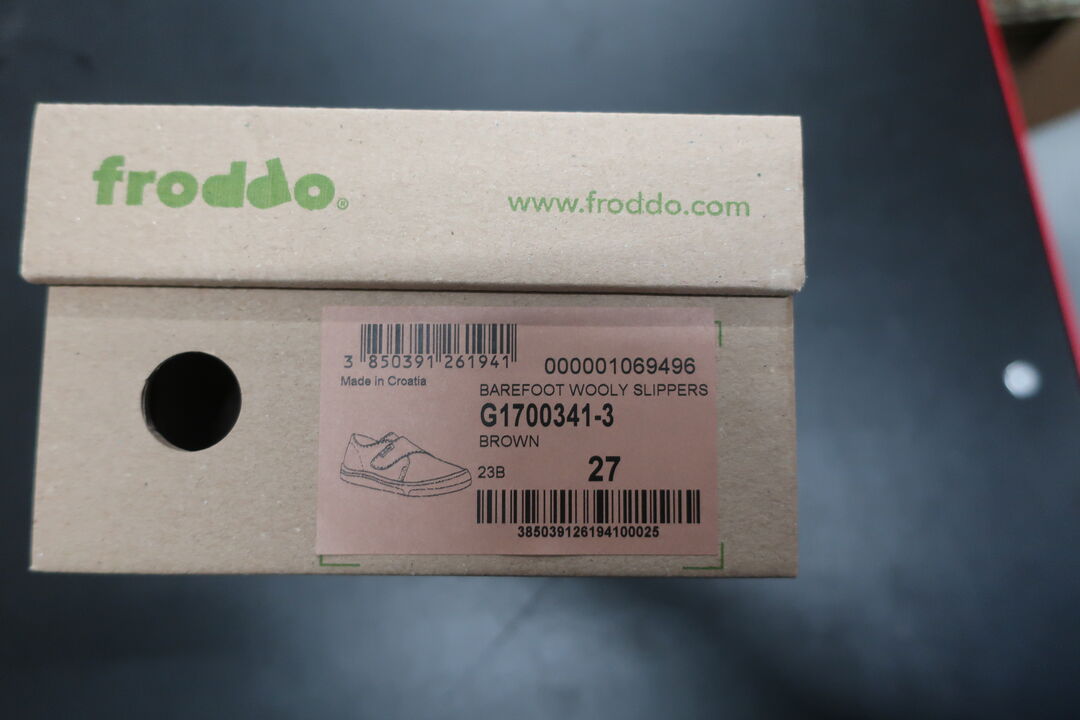 froddo®
www.froddo.com
3 850391 261941
Made in Croatia
000001069496
BAREFOOT WOOLY SLIPPERS
G1700341-3
BROWN
23B
27
385039126194100025